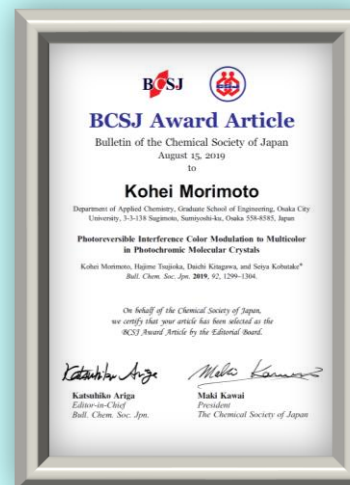 BCSJ
BCSJ Award Article
Bulletin of the Chemical Society of Japan
August 15, 2019
to
Kohei Morimoto
Department of Applied Chemistry, Graduate School of Engineering, Osaka City
University, 3-3-138 Sugimoto, Sumiyoshi-ku, Osaka 558-8585, Japan
Photoreversible Interference Color Modulation to Multicolor
in Photochromic Molecular Crystals
Kohei Morimoto, Hajime Tsujioka, Daichi Kitagawa, and Seiya Kobatake*
Bull. Chem. Soc. Jpn. 2019, 92, 1299–1304.
On behalf of the Chemical Society of Japan,
we certify that your article has been selected as the
BCSJ Award Article by the Editorial Board.
Katsuhiko Ariga
Maki Kawai
Katsuhiko Ariga
Maki Kawai
Editor-in-Chief
President
Bull. Chem. Soc. Jpn.
The Chemical Society of Japan